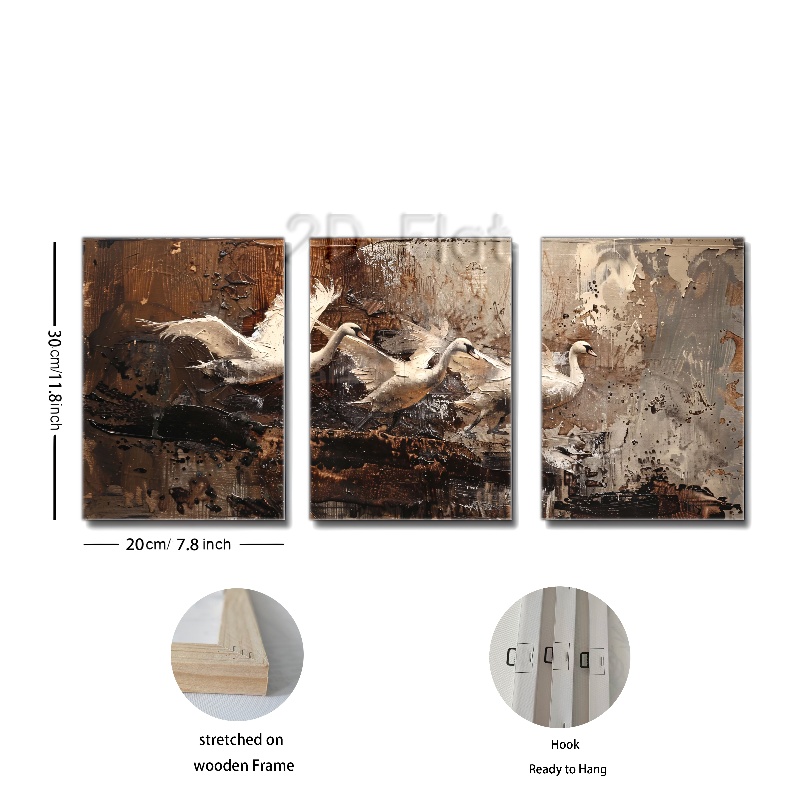 2D Flat
30cm/11.8inch
20cm/ 7.8 inch
stretched on
wooden Frame
Hook
Ready to Hang